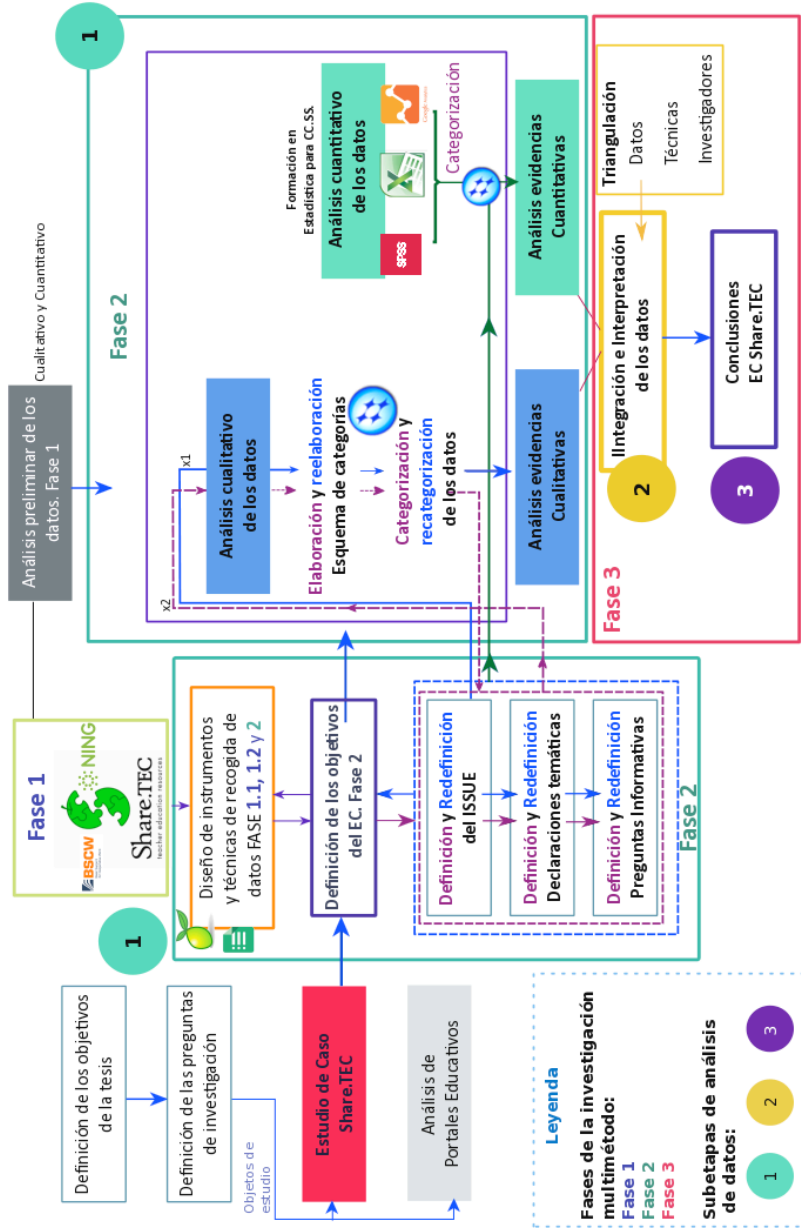 Definición de los objetivos
de la tesis
Definición de las preguntas
de investigación
Objetos de
estudio
Estudio de Caso
Share.TEC
Análisis de
Portales Educativos
Leyenda
Fases de la investigación
multimétodo:
Fase 1
Fase 2
Fase 3
Subetapas de análisis
de datos:
1
2
3
Fase 1
BSCW
NING
Share.TEC
teacher education resources
1
Diseño de instrumentos
y técnicas de recogida de
datos FASE 1.1, 1.2 y 2
Definición de los objetivos
del EC. Fase 2
Definición y Redefinición
del ISSUE
Definición y Redefinición
Declaraciones temáticas
Definición y Redefinición
Preguntas Informativas
Fase 2
Análisis preliminar de los
datos. Fase 1
Cualitativo y Cuantitativo
1
Fase 2
x2
x1
Análisis cualitativo
de los datos
Elaboración y reelaboración
Esquema de categorías
Categorización y
recategorización
de los datos
Formación en
Estadística para CC.SS.
Análisis cuantitativo
de los datos
SPSS
Categorización
Análisis evidencias
Cualitativas
Análisis evidencias
Cuantitativas
Fase 3
2
IIntegración e Interpretación
de los datos
Triangulación
Datos
Técnicas
Investigadores
3
Conclusiones
EC Share.TEC